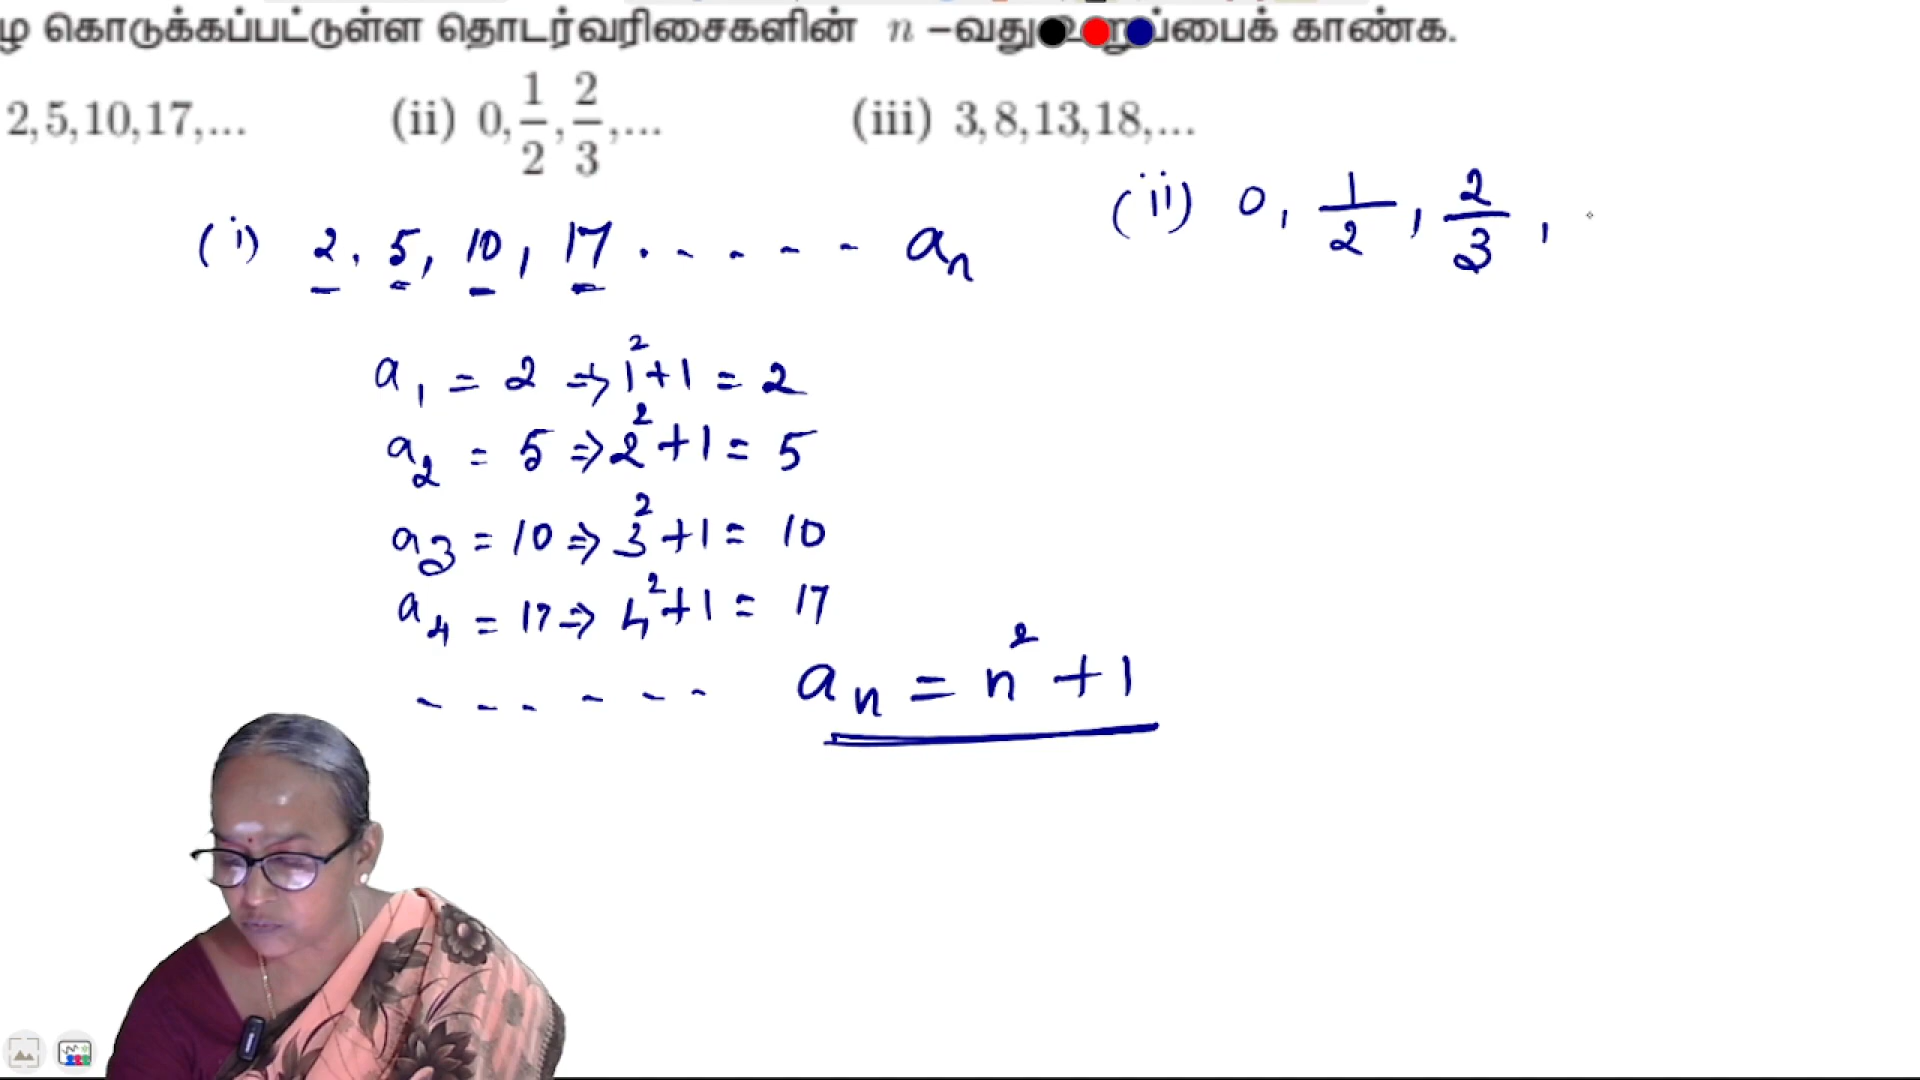 ழ கொடுக்கப்பட்டுள்ள தொடர்வரிசைகளின் n –வது உறுப்பைக் காண்க.
2,5,10,17,... (ii) 0, 1/2, 2/3,... (iii) 3,8,13,18,...
(i) 2, 5, 10, 17 . - - - - - aₙ
(ii) 0, 1/2, 2/3,
a₁ = 2 ⇒ 1²+1 = 2
a₂ = 5 ⇒ 2²+1 = 5
a₃ = 10 ⇒ 3²+1 = 10
a₄ = 17 ⇒ 4²+1 = 17
- - - - - - aₙ = n²+1